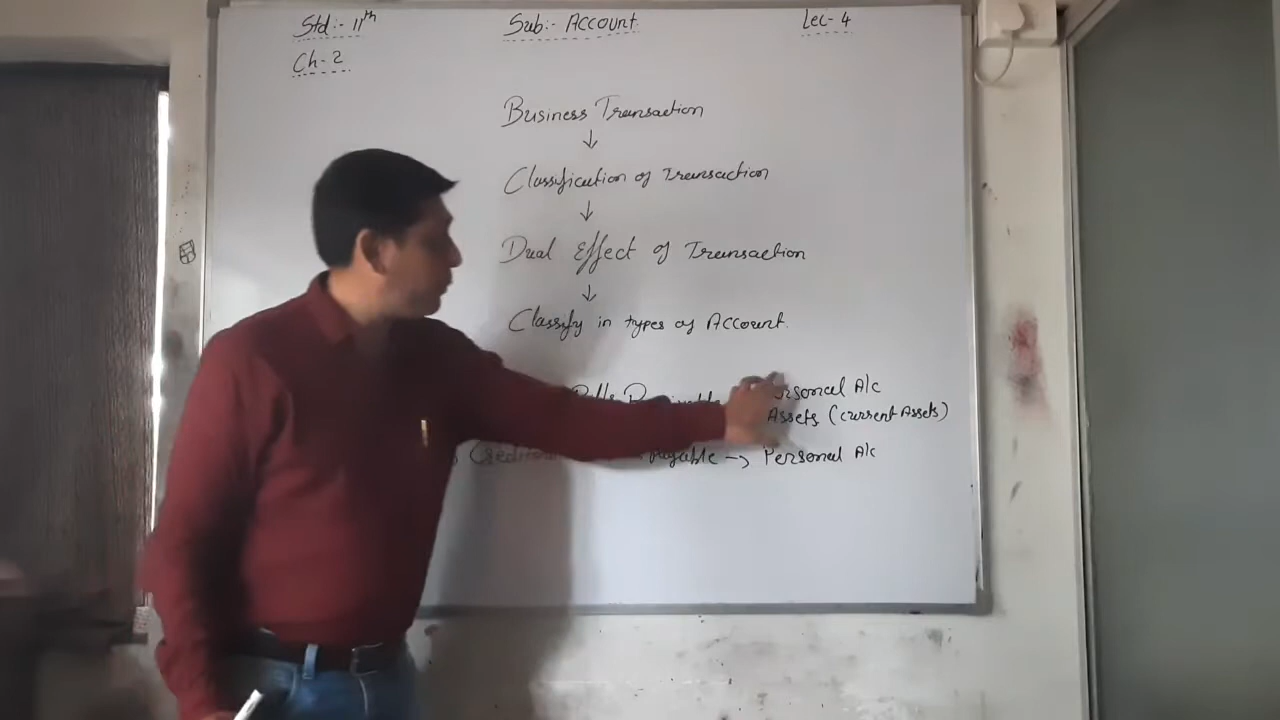 Std:- 11th Sub:- Account. Lec- 4
Ch- 2
Business Transaction
↓
Classification of Transaction
↓
Dual Effect of Transaction
↓
Classify in types of Account.
Personal A/c
Assets (current Assets)
Payable → Personal A/c